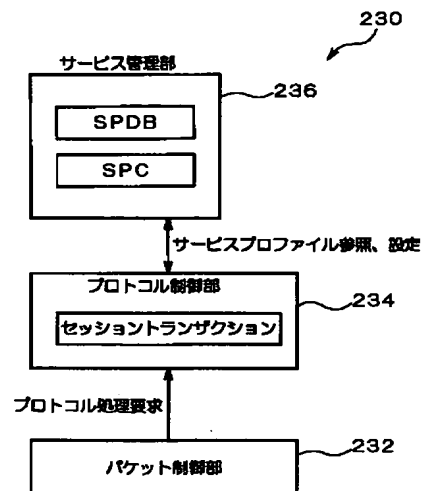 230
サービス管理部
236
SPDB
SPC
サービスプロファイル参照、設定
プロトコル制御部
234
セッショントランザクション
プロトコル処理要求
232
パケット制御部